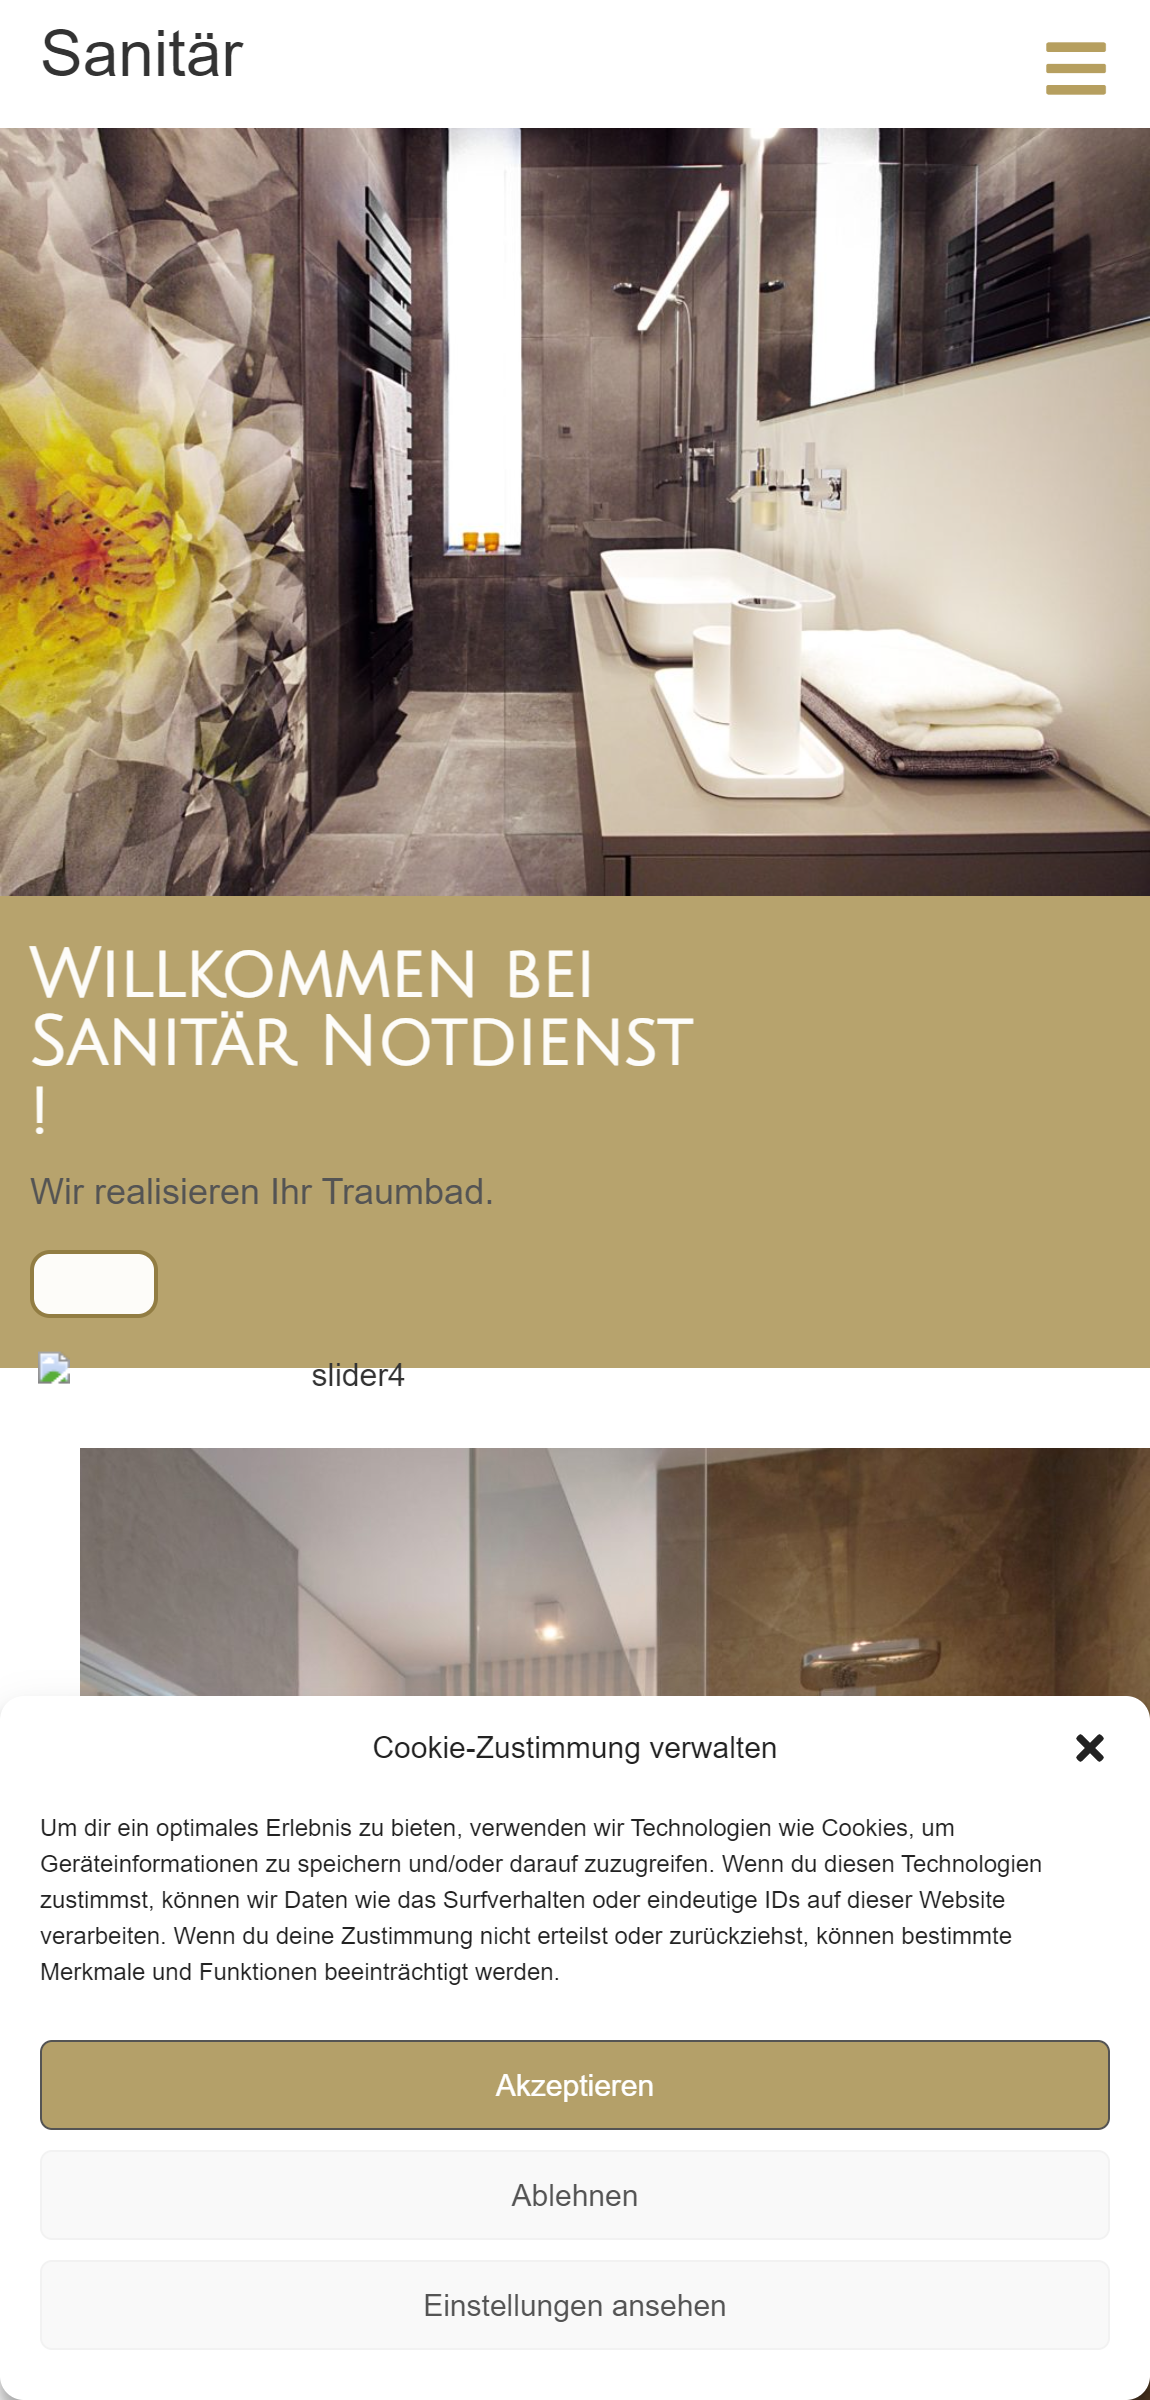 Sanitär
Willkommen bei
Sanitär Notdienst
!
Wir realisieren Ihr Traumbad.
slider4
Cookie-Zustimmung verwalten
Um dir ein optimales Erlebnis zu bieten, verwenden wir Technologien wie Cookies, um
Geräteinformationen zu speichern und/oder darauf zuzugreifen. Wenn du diesen Technologien
zustimmst, können wir Daten wie das Surfverhalten oder eindeutige IDs auf dieser Website
verarbeiten. Wenn du deine Zustimmung nicht erteilst oder zurückziehst, können bestimmte
Merkmale und Funktionen beeinträchtigt werden.
Akzeptieren
Ablehnen
Einstellungen ansehen